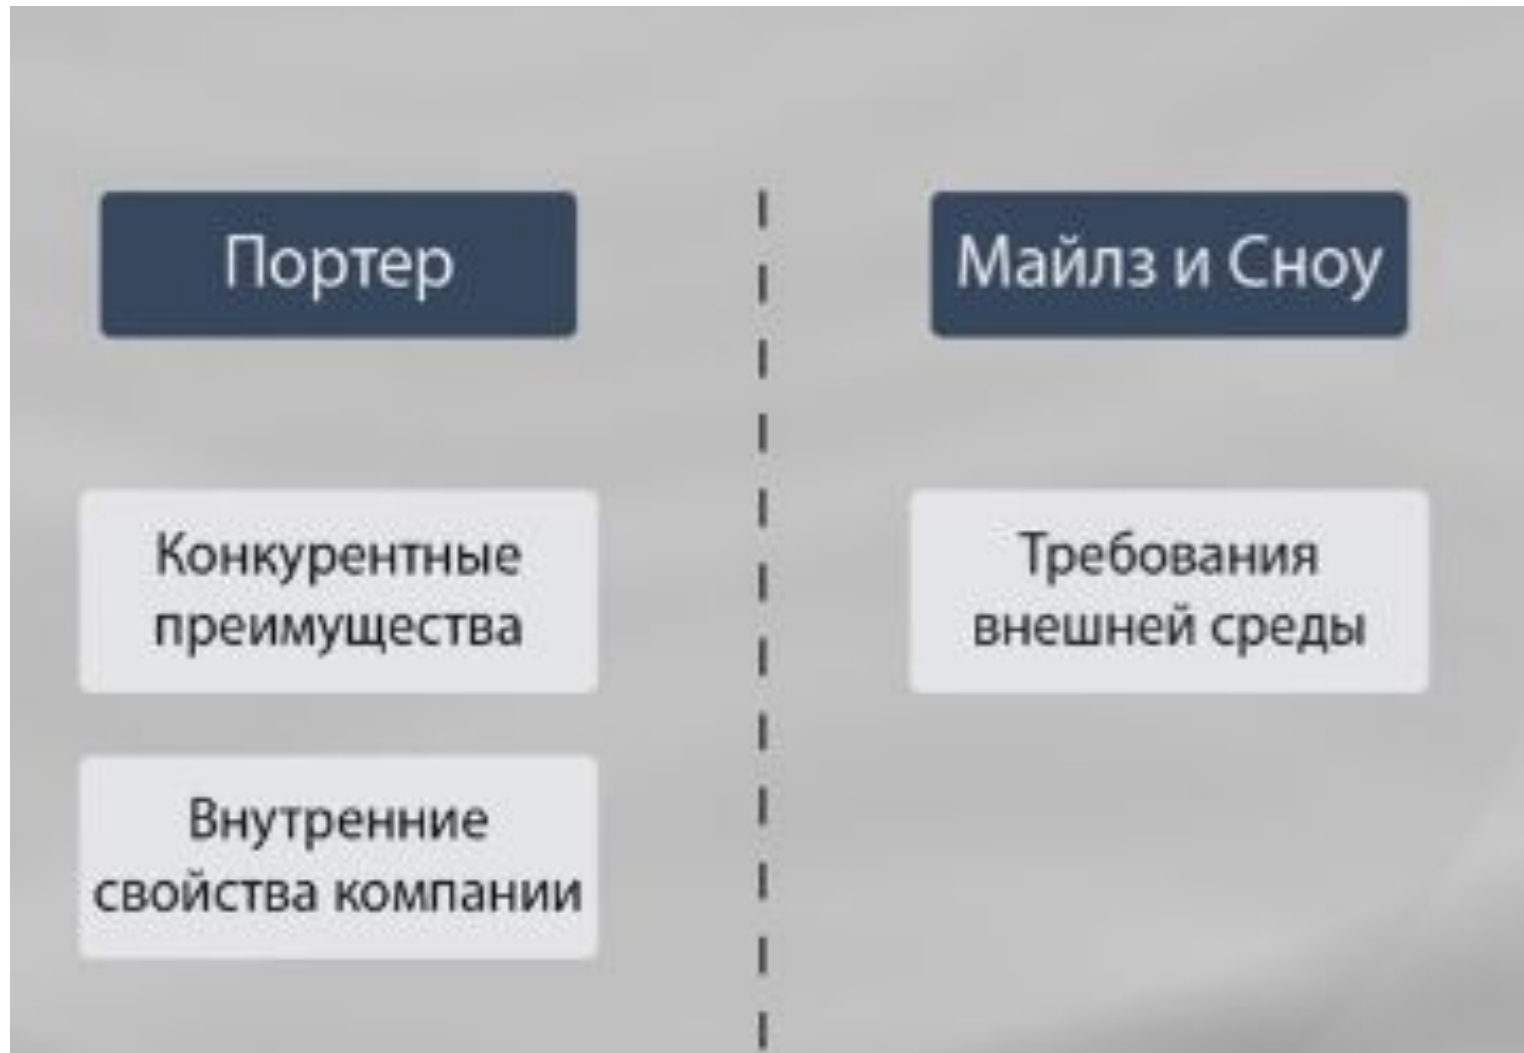 Портер
Конкурентные
преимущества
Внутренние
свойства компании
Майлз и Сноу
Требования
внешней среды